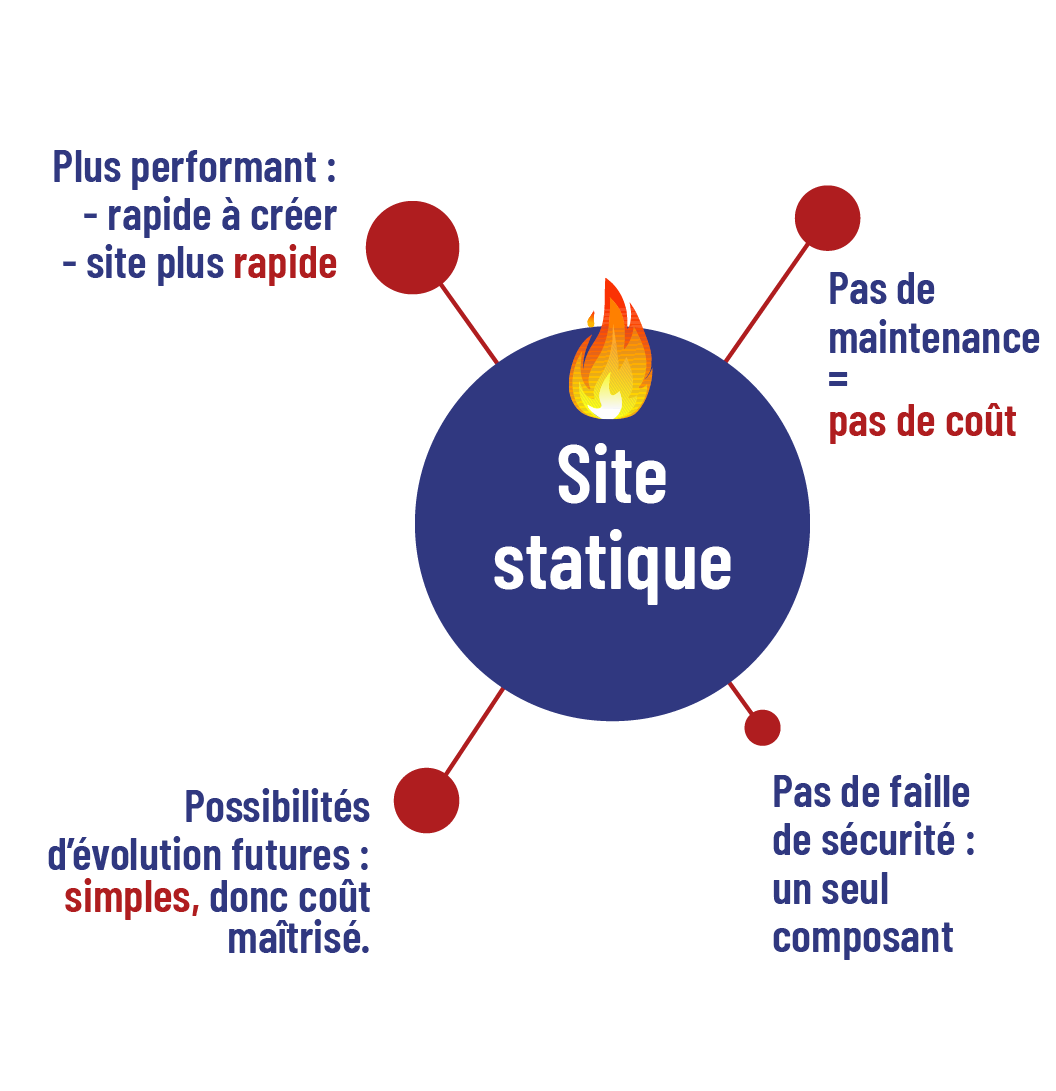 Plus performant :
- rapide à créer
- site plus rapide
Pas de
maintenance
=
pas de coût
Site
statique
Possibilités
d’évolution futures :
simples, donc coût
maîtrisé.
Pas de faille
de sécurité :
un seul
composant